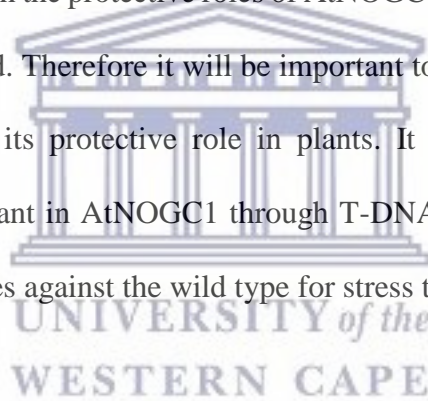 the protective roles of AtNOGC
. Therefore it will be important to
its protective role in plants. It
ant in AtNOGC1 through T-DNA
es against the wild type for stress t
UNIVERSITY of the
WESTERN CAPE